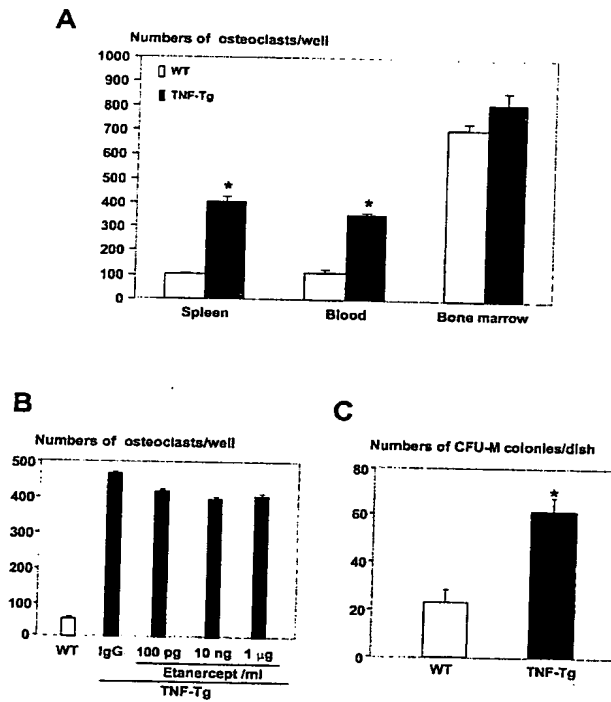 A
Numbers of osteoclasts/well
1000
900
800
700
600
500
400
300
200
100
0
WT
TNF-Tg
*
*
Spleen Blood Bone marrow
B
Numbers of osteoclasts/well
500
400
300
200
100
0
WT IgG 100 pg 10 ng 1 µg
Etanercept /ml
TNF-Tg
C
Numbers of CFU-M colonies/dish
80
60
40
20
0
*
WT TNF-Tg